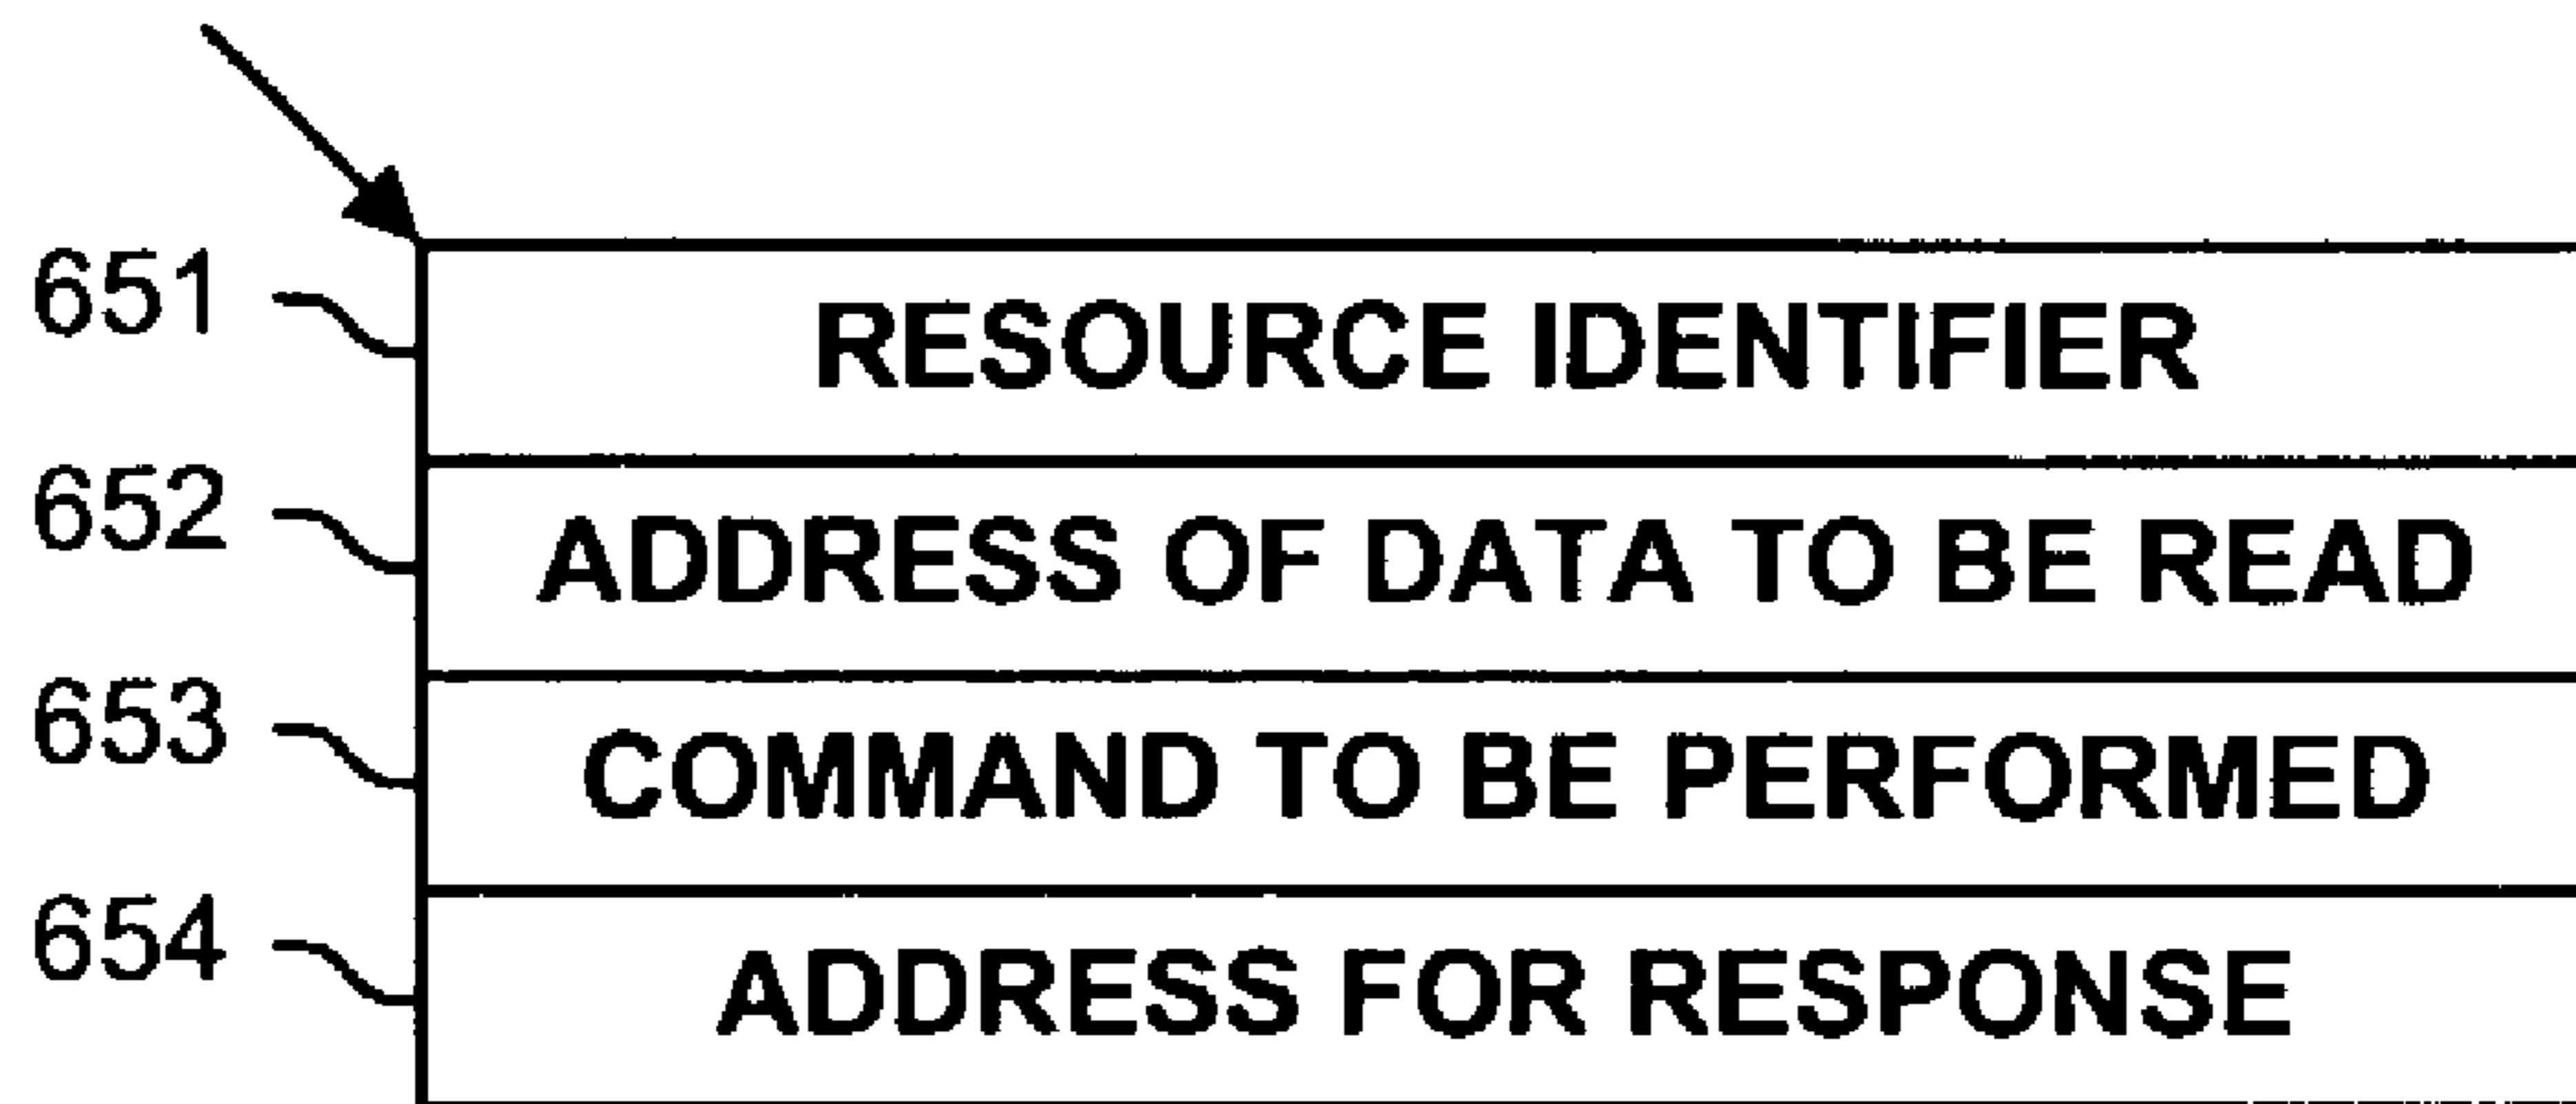 651 RESOURCE IDENTIFIER
652 ADDRESS OF DATA TO BE READ
653 COMMAND TO BE PERFORMED
654 ADDRESS FOR RESPONSE